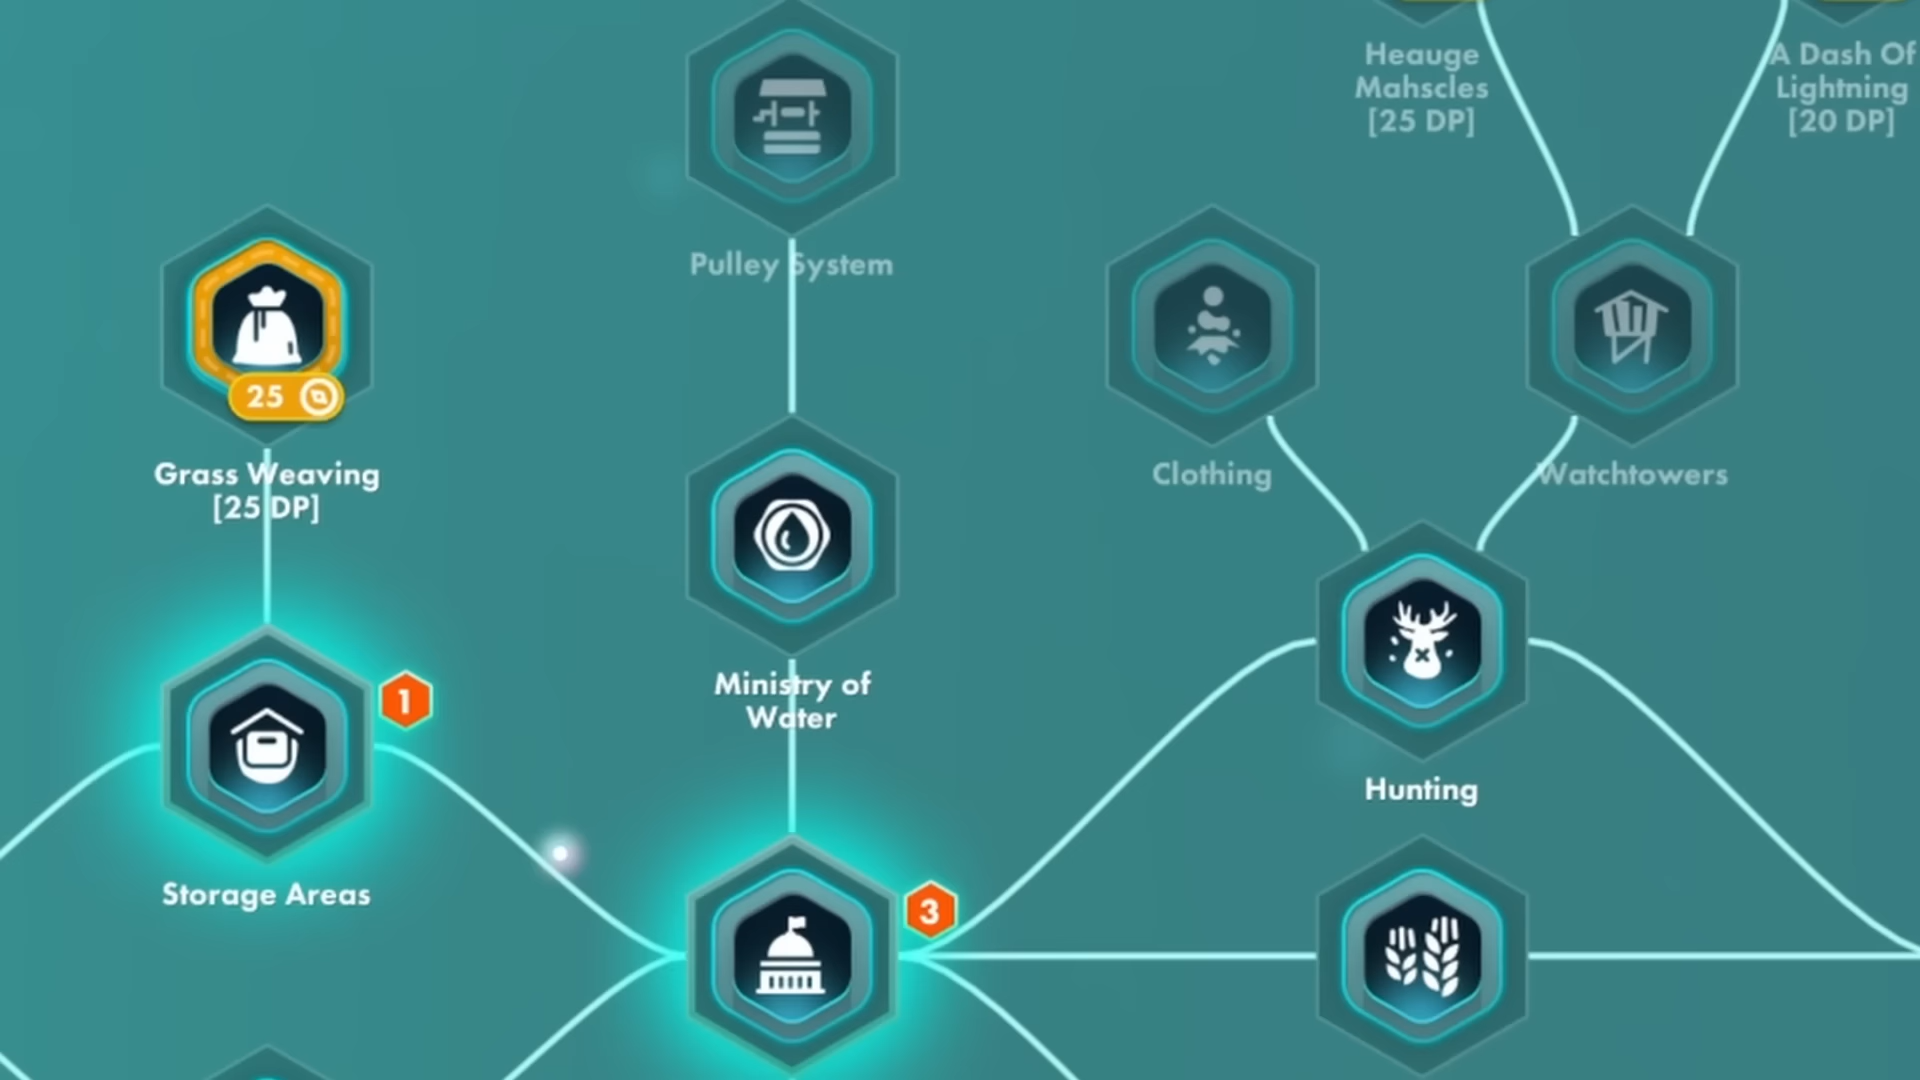 Heauge
Mahscles
[25 DP]
A Dash Of
Lightning
[20 DP]
Pulley System
25
Grass Weaving
[25 DP]
Clothing
Watchtowers
Ministry of
Water
1
Hunting
Storage Areas
3